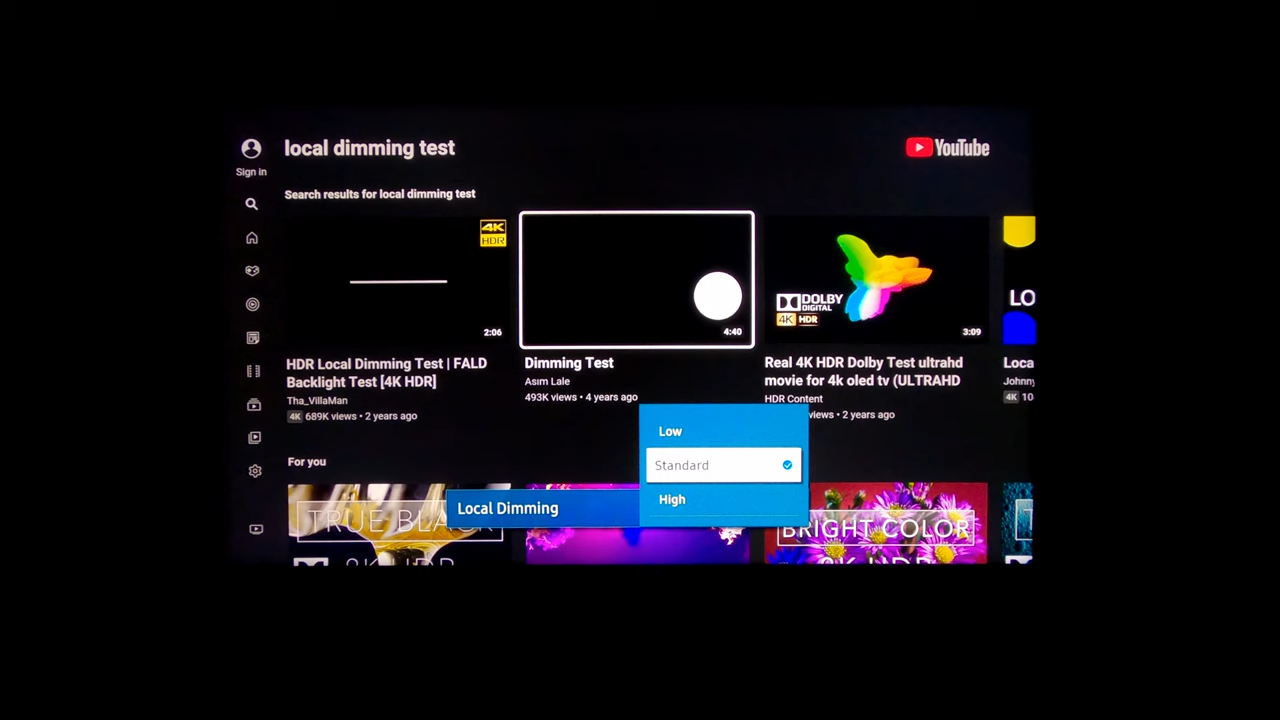 local dimming test
YouTube
Sign in
Search results for local dimming test
4K
HDR
2:06
4:40
DOLBY
DIGITAL
4K HDR
3:09
LO
HDR Local Dimming Test | FALD
Backlight Test [4K HDR]
Tha_VillaMan
4K 689K views • 2 years ago
Dimming Test
Asım Lale
493K views • 4 years ago
Real 4K HDR Dolby Test ultrahd
movie for 4k oled tv (ULTRAHD
HDR Content
views • 2 years ago
Loca
Johnny
4K 10
Low
Standard
High
Local Dimming
For you
TRUE BLACK
8K HDR
BRIGHT COLOR
8K HDR